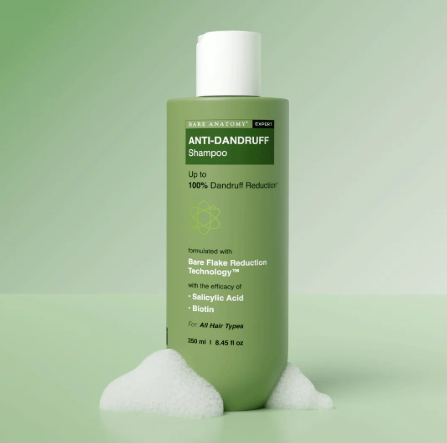 BARE ANATOMY® EXPERT
ANTI-DANDRUFF
Shampoo
Up to
100% Dandruff Reduction*
formulated with
Bare Flake Reduction
Technology™
with the efficacy of
• Salicylic Acid
• Biotin
For All Hair Types
250 ml | 8.45 fl oz